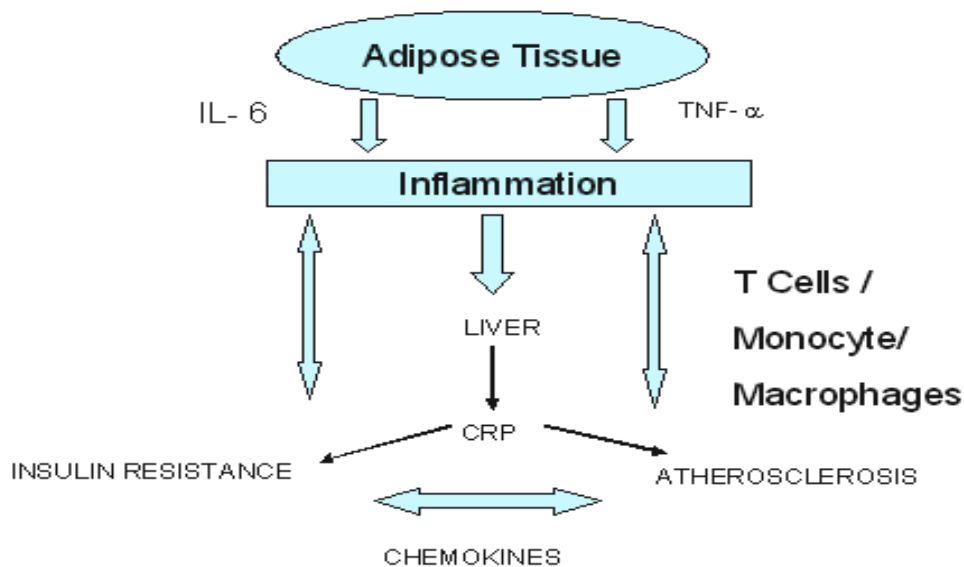 Adipose Tissue
IL- 6
TNF- α
Inflammation
T Cells /
Monocyte/
Macrophages
LIVER
CRP
INSULIN RESISTANCE
ATHEROSCLEROSIS
CHEMOKINES